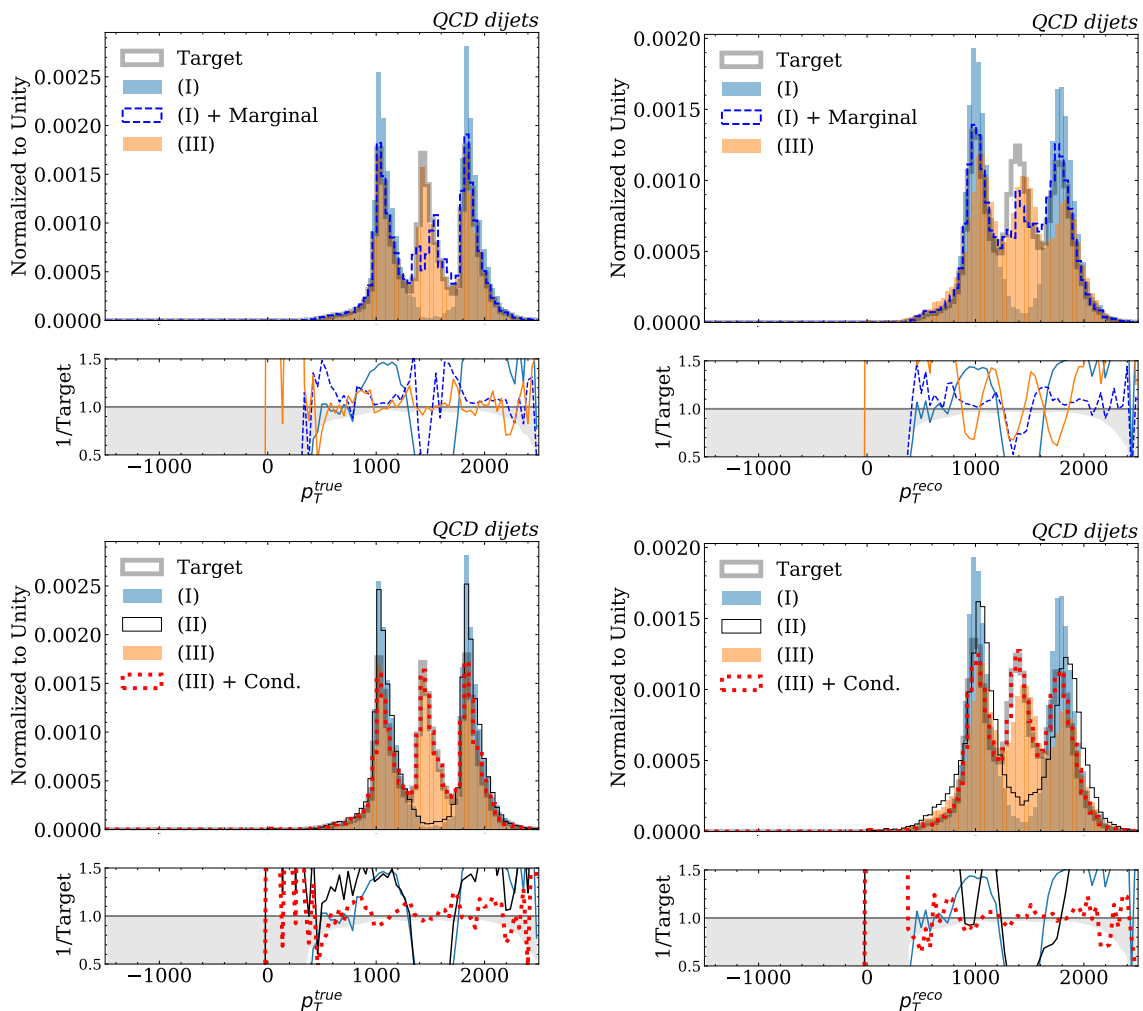 QCD dijets
Normalized to Unity
0.0025
0.0020
0.0015
0.0010
0.0005
0.0000
Target
(I)
(I) + Marginal
(III)
1/Target
1.5
1.0
0.5
−1000
0
1000
2000
p_T^{true}
QCD dijets
Normalized to Unity
0.0020
0.0015
0.0010
0.0005
0.0000
Target
(I)
(I) + Marginal
(III)
1/Target
1.5
1.0
0.5
−1000
0
1000
2000
p_T^{reco}
QCD dijets
Normalized to Unity
0.0025
0.0020
0.0015
0.0010
0.0005
0.0000
Target
(I)
(II)
(III)
(III) + Cond.
1/Target
1.5
1.0
0.5
−1000
0
1000
2000
p_T^{true}
QCD dijets
Normalized to Unity
0.0020
0.0015
0.0010
0.0005
0.0000
Target
(I)
(II)
(III)
(III) + Cond.
1/Target
1.5
1.0
0.5
−1000
0
1000
2000
p_T^{reco}